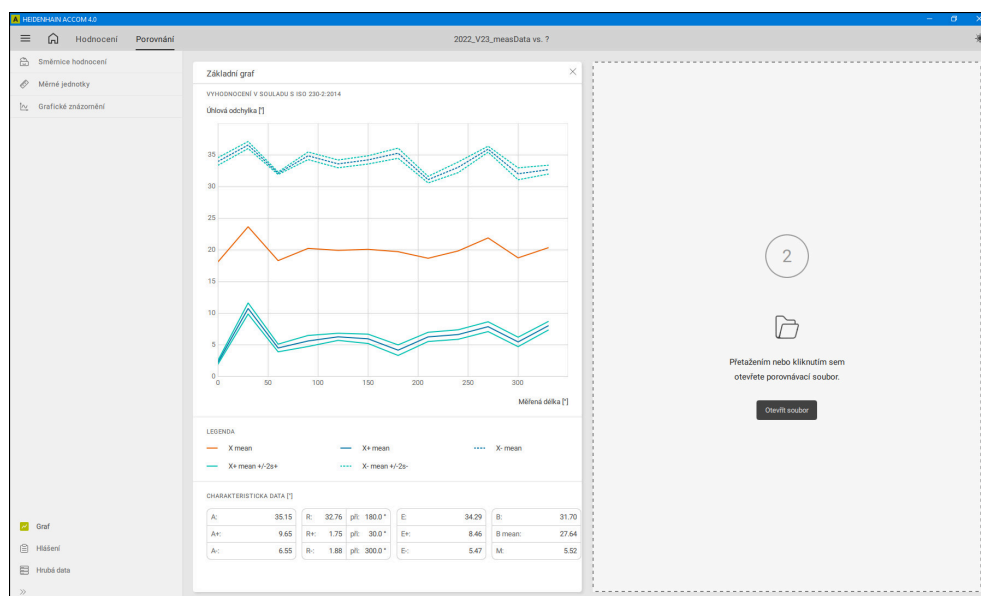 HEIDENHAIN ACCOM 4.0
Hodnocení Porovnání 2022_V23_measData vs. ?
Směrnice hodnocení
Měrné jednotky
Grafické znázornění
Základní graf
VYHODNOCENÍ V SOULADU S ISO 230-2:2014
Úhlová odchylka ["]
35
30
25
20
15
10
5
0
0 50 100 150 200 250 300
Měřená délka [°]
LEGENDA
X mean X+ mean X- mean
X+ mean +/-2s+ X- mean +/-2s-
CHARAKTERISTICKA DATA ["]
A: 35.15 R: 32.76 při: 180.0 ° E: 34.29 B: 31.70
A+: 9.65 R+: 1.75 při: 30.0 ° E+: 8.46 B mean: 27.64
A-: 6.55 R-: 1.88 při: 300.0 ° E-: 5.47 M: 5.52
2
Přetažením nebo kliknutím sem
otevřete porovnávací soubor.
Otevřít soubor
Graf
Hlášení
Hrubá data